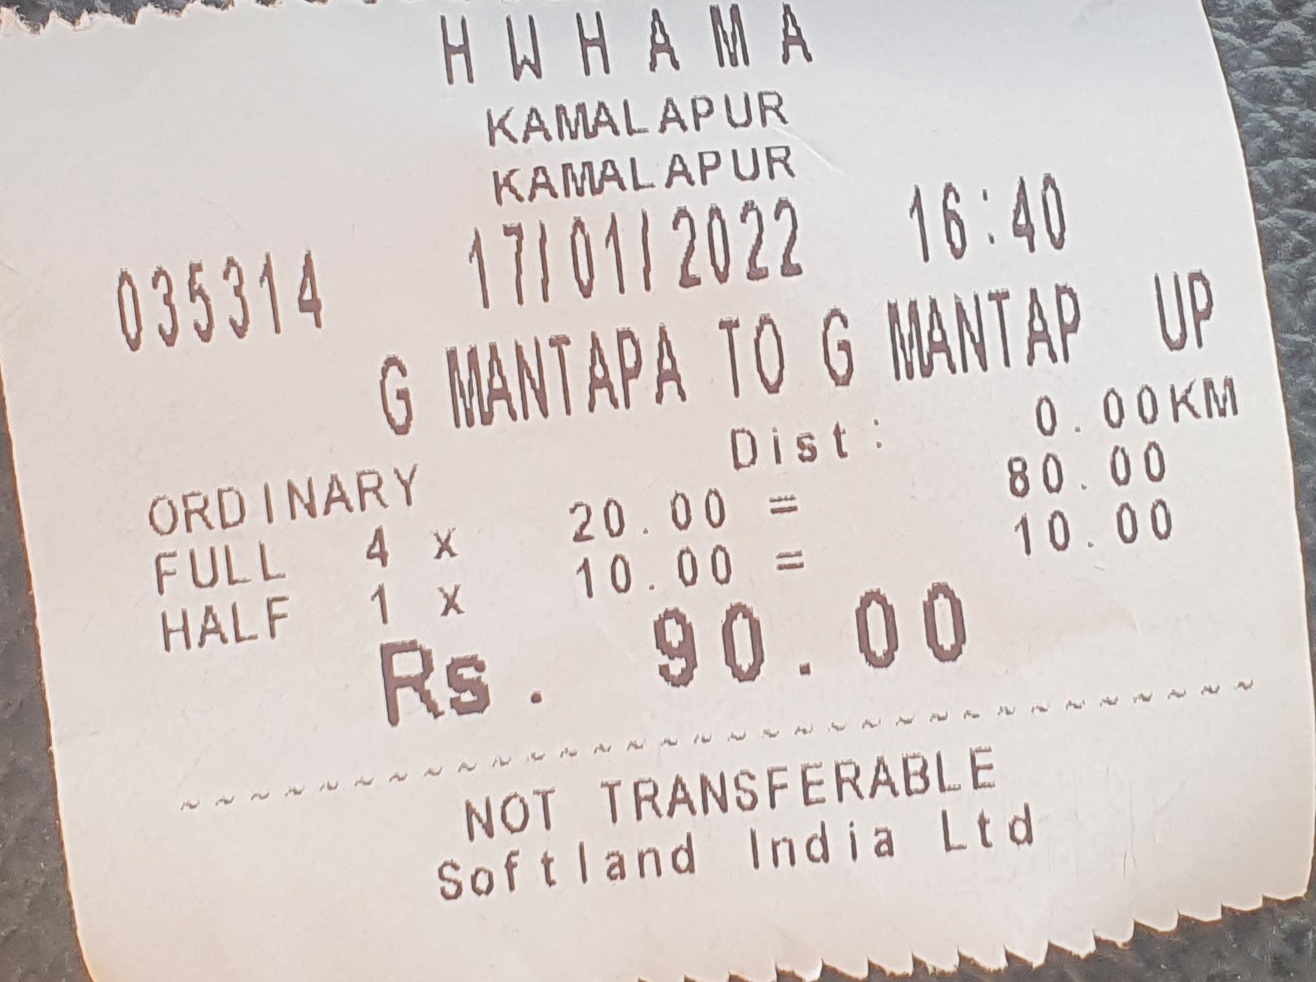 HWHAMA
KAMALAPUR
KAMALAPUR
035314 17/01/2022 16:40
G MANTAPA TO G MANTAP UP
Dist: 0.00KM
ORDINARY
FULL 4 x 20.00 = 80.00
HALF 1 x 10.00 = 10.00
Rs. 90.00
~~~~~~~~~~~~~~~~~~~~~~~~~~~~~~~~
NOT TRANSFERABLE
Softland India Ltd